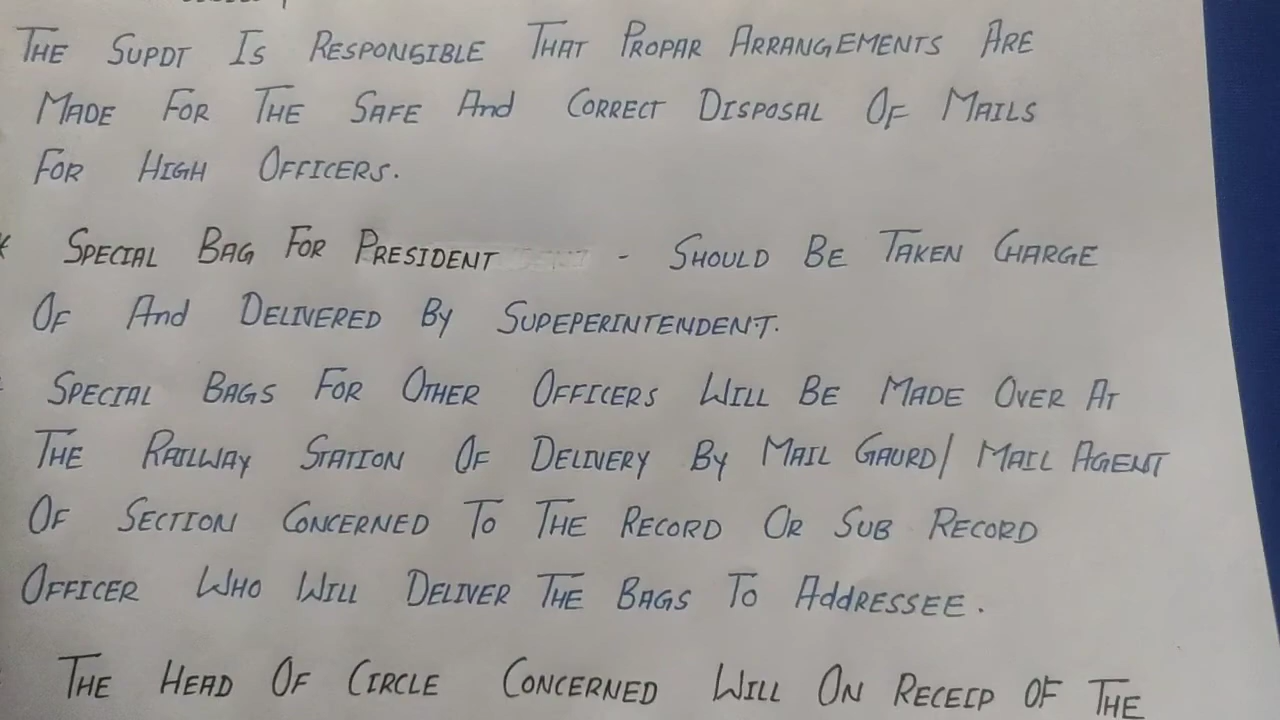 THE SUPDT IS RESPONSIBLE THAT PROPAR ARRANGEMENTS ARE
MADE FOR THE SAFE And CORRECT DISPOSAL OF MAILS
FOR HIGH OFFICERS.
SPECIAL BAG FOR PRESIDENT - SHOULD BE TAKEN CHARGE
OF And DELIVERED BY SUPEPERINTENDENT.
SPECIAL BAGS FOR OTHER OFFICERS WILL BE MADE OVER AT
THE RAILWAY STATION OF DELIVERY BY MAIL GAURD/ MAIL AGENT
OF SECTION CONCERNED TO THE RECORD OR SUB RECORD
OFFICER WHO WILL DELIVER THE BAGS TO AddRESSEE.
THE HEAD OF CIRCLE CONCERNED WILL ON RECEIP OF THE